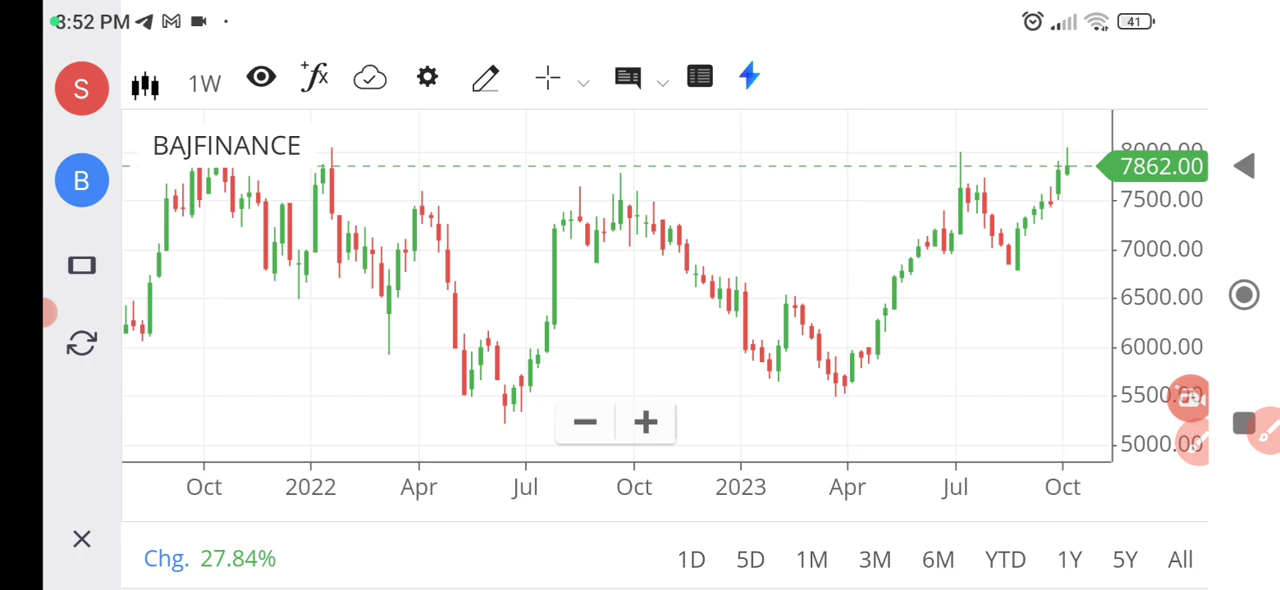 3:52 PM
41
S
1W
+fx
BAJFINANCE
B
8000.00
7862.00
7500.00
7000.00
6500.00
6000.00
5500.00
5000.00
Oct 2022 Apr Jul Oct 2023 Apr Jul Oct
Chg. 27.84% 1D 5D 1M 3M 6M YTD 1Y 5Y All